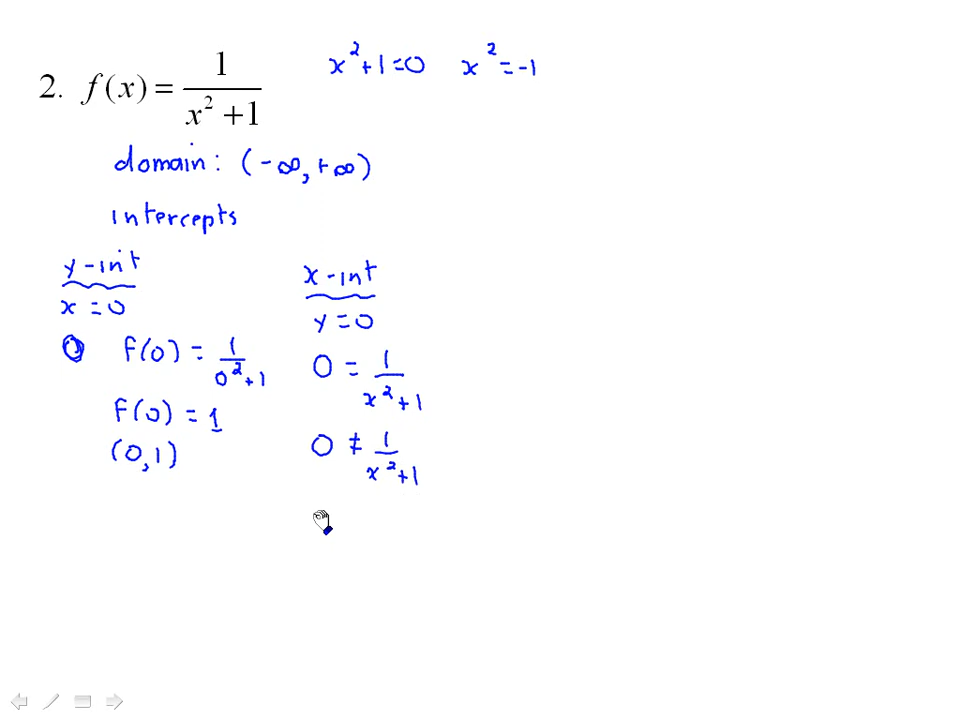 2. f(x) = 1/(x² + 1)    x² + 1 = 0    x² = -1
domain: (-∞, +∞)
intercepts
y-int
x = 0
f(0) = 1/(0² + 1)
f(0) = 1
(0, 1)
x-int
y = 0
0 = 1/(x² + 1)
0 ≠ 1/(x² + 1)